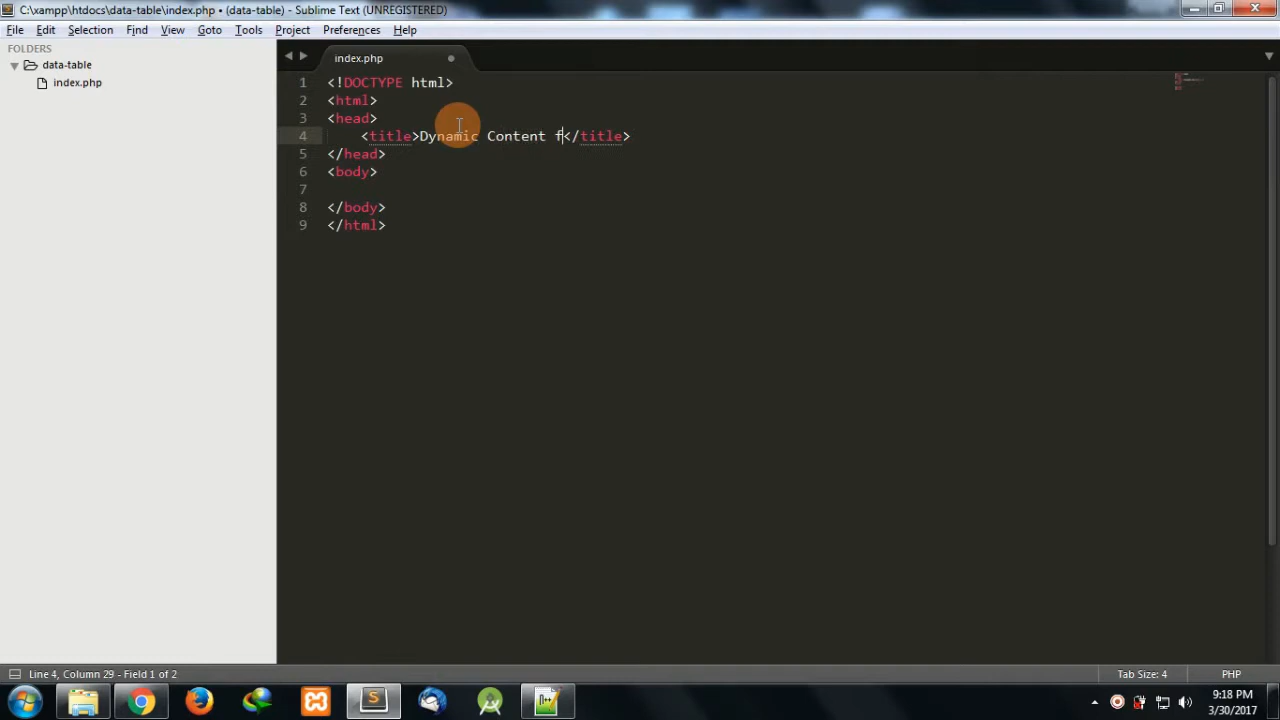 C:\xampp\htdocs\data-table\index.php • (data-table) - Sublime Text (UNREGISTERED)
File Edit Selection Find View Goto Tools Project Preferences Help
FOLDERS
data-table
index.php
index.php
1 <!DOCTYPE html>
2 <html>
3 <head>
4 <title>Dynamic Content f</title>
5 </head>
6 <body>
7
8 </body>
9 </html>
Line 4, Column 29 - Field 1 of 2
Tab Size: 4
PHP
9:18 PM
3/30/2017